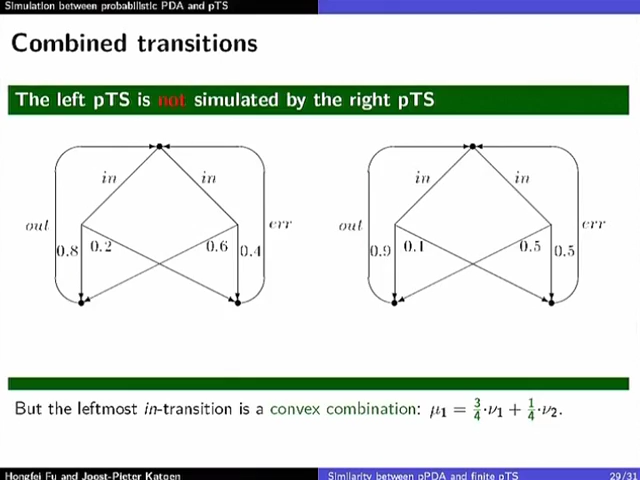 Simulation between probabilistic PDA and pTS
Combined transitions
The left pTS is not simulated by the right pTS
in in in in
out err out err
0.8 0.2 0.6 0.4 0.9 0.1 0.5 0.5
But the leftmost in-transition is a convex combination: μ₁ = 3/4·ν₁ + 1/4·ν₂.
Hongfei Fu and Joost-Pieter Katoen Similarity between pPDA and finite pTS 29/31